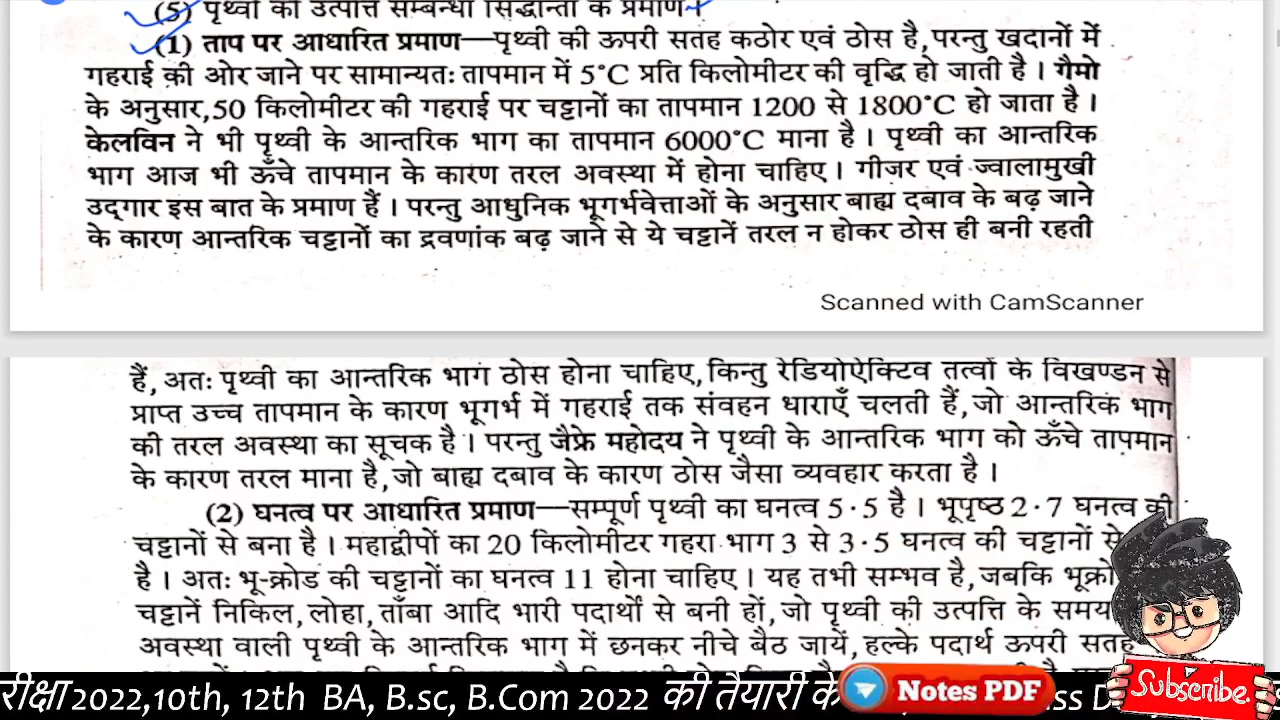 (5) पृथ्वी की उत्पत्ति सम्बन्धी सिद्धान्तों के प्रमाण।
(1) ताप पर आधारित प्रमाण—पृथ्वी की ऊपरी सतह कठोर एवं ठोस है, परन्तु खदानों में
गहराई की ओर जाने पर सामान्यतः तापमान में 5°C प्रति किलोमीटर की वृद्धि हो जाती है। गैमो
के अनुसार, 50 किलोमीटर की गहराई पर चट्टानों का तापमान 1200 से 1800°C हो जाता है।
केलविन ने भी पृथ्वी के आन्तरिक भाग का तापमान 6000°C माना है। पृथ्वी का आन्तरिक
भाग आज भी ऊँचे तापमान के कारण तरल अवस्था में होना चाहिए। गीजर एवं ज्वालामुखी
उद्गार इस बात के प्रमाण हैं। परन्तु आधुनिक भूगर्भवेत्ताओं के अनुसार बाह्य दबाव के बढ़ जाने
के कारण आन्तरिक चट्टानों का द्रवणांक बढ़ जाने से ये चट्टानें तरल न होकर ठोस ही बनी रहती
Scanned with CamScanner
हैं, अतः पृथ्वी का आन्तरिक भाग ठोस होना चाहिए, किन्तु रेडियोऐक्टिव तत्वों के विखण्डन से
प्राप्त उच्च तापमान के कारण भूगर्भ में गहराई तक संवहन धाराएँ चलती हैं, जो आन्तरिक भाग
की तरल अवस्था का सूचक है। परन्तु जैफ्रे महोदय ने पृथ्वी के आन्तरिक भाग को ऊँचे तापमान
के कारण तरल माना है, जो बाह्य दबाव के कारण ठोस जैसा व्यवहार करता है।
(2) घनत्व पर आधारित प्रमाण—सम्पूर्ण पृथ्वी का घनत्व 5·5 है। भूपृष्ठ 2·7 घनत्व की
चट्टानों से बना है। महाद्वीपों का 20 किलोमीटर गहरा भाग 3 से 3·5 घनत्व की चट्टानों से
है। अतः भू-क्रोड की चट्टानों का घनत्व 11 होना चाहिए। यह तभी सम्भव है, जबकि भूक्रो
चट्टानें निकिल, लोहा, ताँबा आदि भारी पदार्थों से बनी हों, जो पृथ्वी की उत्पत्ति के समय
अवस्था वाली पृथ्वी के आन्तरिक भाग में छनकर नीचे बैठ जायें, हल्के पदार्थ ऊपरी सतह
रीक्षा 2022,10th, 12th BA, B.sc, B.Com 2022 की तैयारी के
Notes PDF
ss D
Subscribe.